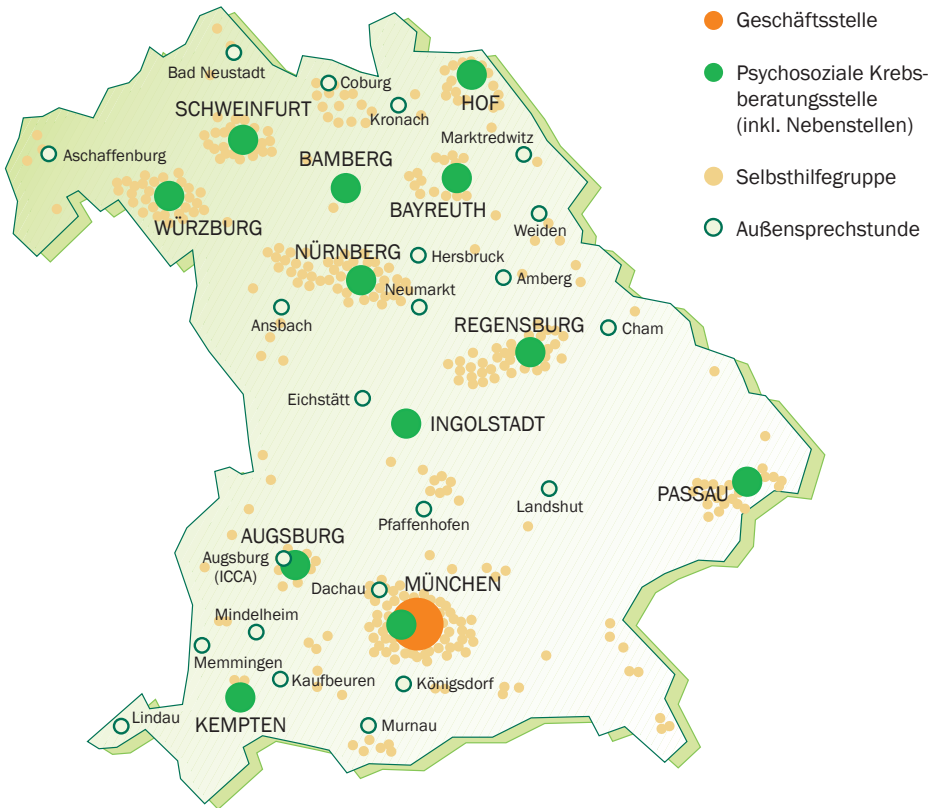 Geschäftsstelle
Psychosoziale Krebs-
beratungsstelle
(inkl. Nebenstellen)
Selbsthilfegruppe
Außensprechstunde
Bad Neustadt
Coburg
HOF
SCHWEINFURT
Kronach
Marktredwitz
Aschaffenburg
BAMBERG
BAYREUTH
WÜRZBURG
Weiden
NÜRNBERG
Hersbruck
Amberg
Neumarkt
Ansbach
REGENSBURG
Cham
Eichstätt
INGOLSTADT
PASSAU
Landshut
Pfaffenhofen
AUGSBURG
Augsburg
(ICCA)
Dachau
MÜNCHEN
Mindelheim
Memmingen
Kaufbeuren
Königsdorf
KEMPTEN
Lindau
Murnau